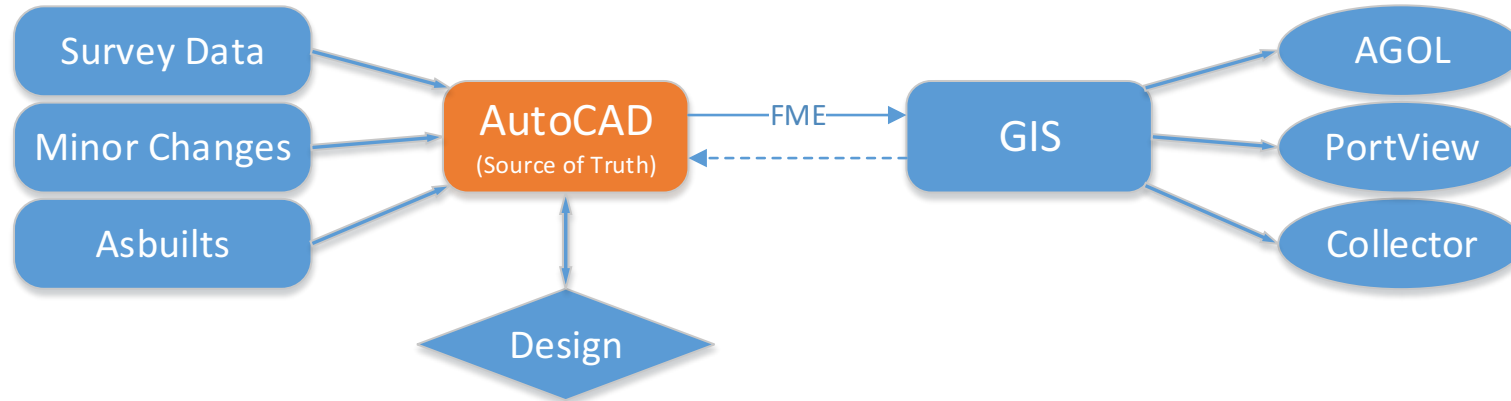 Survey Data
Minor Changes
Asbuilts
AutoCAD
(Source of Truth)
Design
FME
GIS
AGOL
PortView
Collector